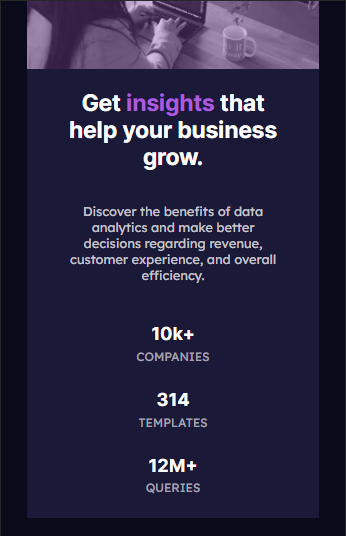 Get insights that
help your business
grow.
Discover the benefits of data
analytics and make better
decisions regarding revenue,
customer experience, and overall
efficiency.
10k+
COMPANIES
314
TEMPLATES
12M+
QUERIES